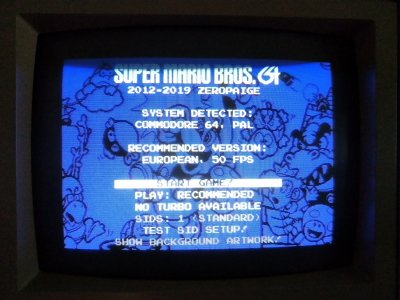 SUPER MARIO BROS. 64
2012-2019 ZEROPAIGE
SYSTEM DETECTED:
COMMODORE 64, PAL
RECOMMENDED VERSION:
EUROPEAN, 50 FPS
START GAME!
PLAY: RECOMMENDED
NO TURBO AVAILABLE
SIDS: 1 (STANDARD)
TEST SID SETUP!
SHOW BACKGROUND ARTWORK!